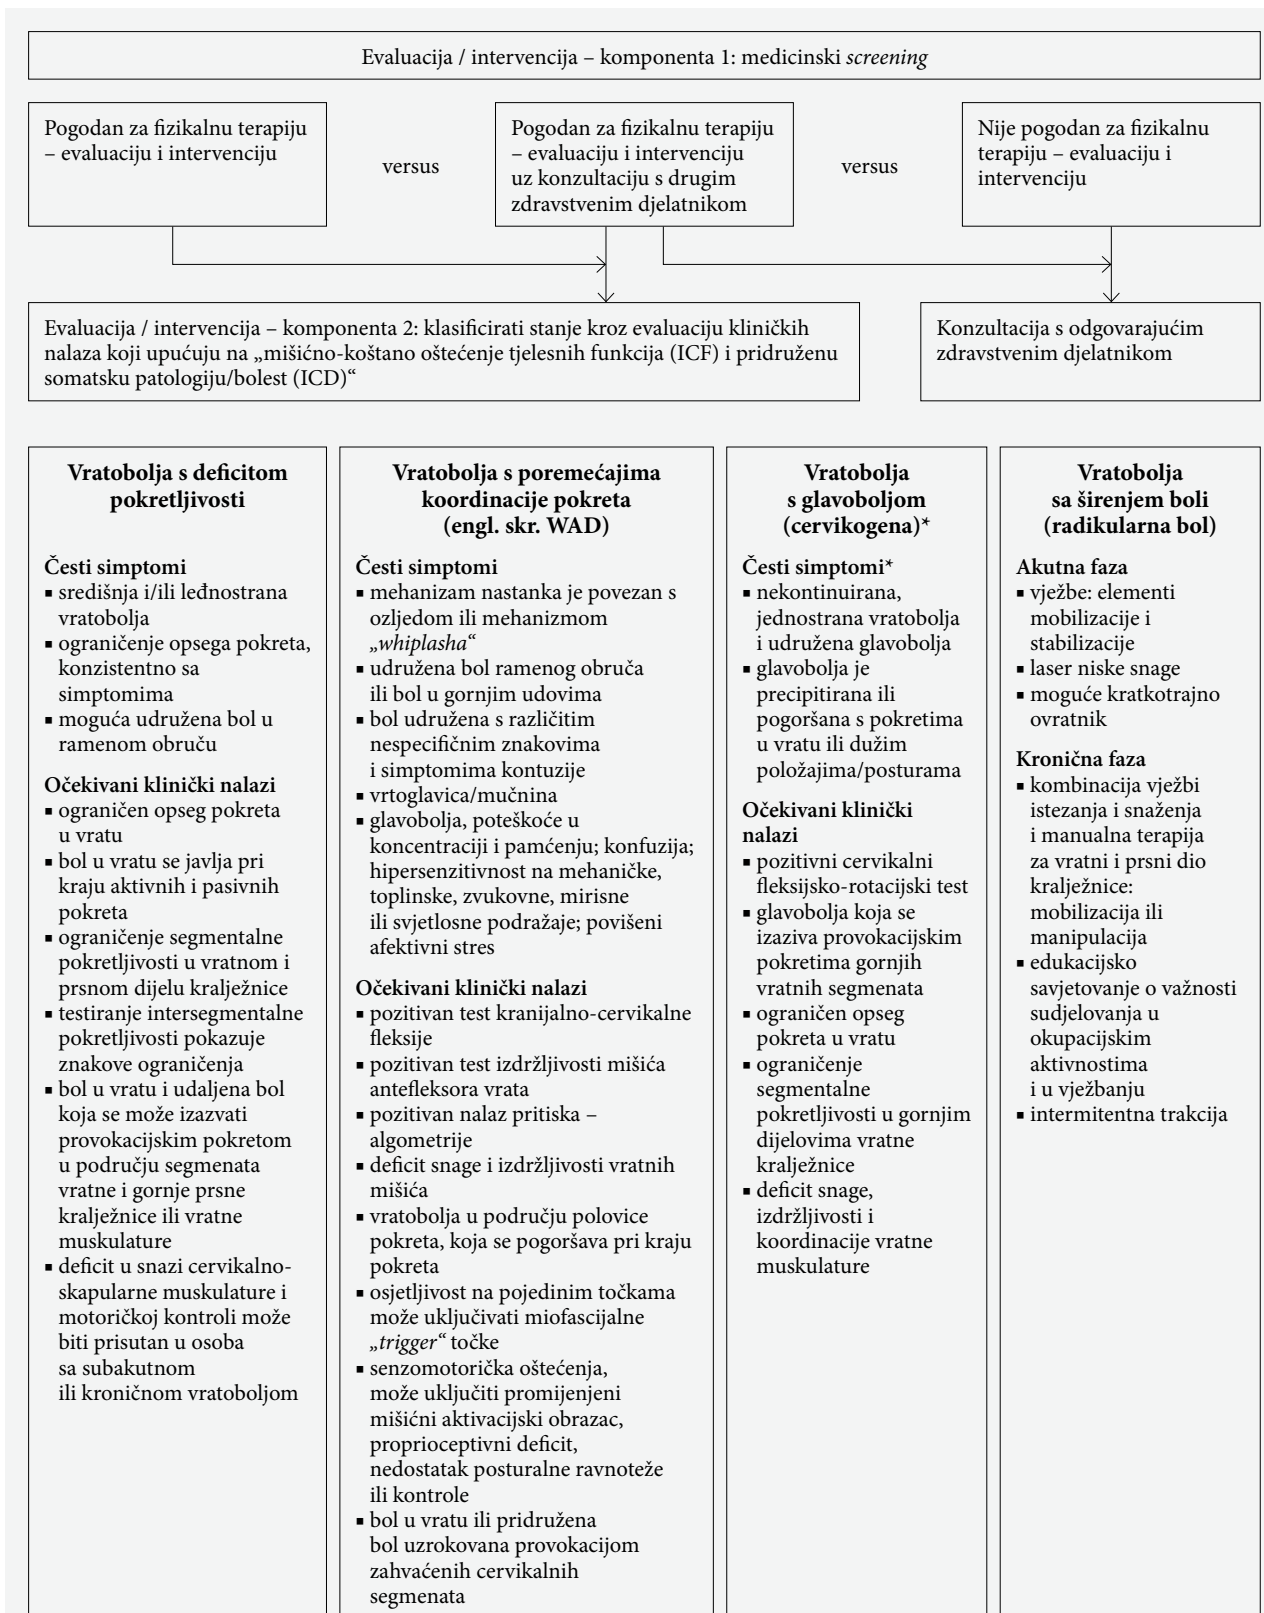 Evaluacija / intervencija – komponenta 1: medicinski screening
Pogodan za fizikalnu terapiju
– evaluaciju i intervenciju
versus
Pogodan za fizikalnu terapiju
– evaluaciju i intervenciju
uz konzultaciju s drugim
zdravstvenim djelatnikom
versus
Nije pogodan za fizikalnu
terapiju – evaluaciju i
intervenciju
Evaluacija / intervencija – komponenta 2: klasificirati stanje kroz evaluaciju kliničkih
nalaza koji upućuju na „mišićno-koštano oštećenje tjelesnih funkcija (ICF) i pridruženu
somatsku patologiju/bolest (ICD)“
Konzultacija s odgovarajućim
zdravstvenim djelatnikom
Vratobolja s deficitom
pokretljivosti
Česti simptomi
▪ središnja i/ili leđnostrana
vratobolja
▪ ograničenje opsega pokreta,
konzistentno sa
simptomima
▪ moguća udružena bol u
ramenom obruču
Očekivani klinički nalazi
▪ ograničen opseg pokreta
u vratu
▪ bol u vratu se javlja pri
kraju aktivnih i pasivnih
pokreta
▪ ograničenje segmentalne
pokretljivosti u vratnom i
prsnom dijelu kralježnice
▪ testiranje intersegmentalne
pokretljivosti pokazuje
znakove ograničenja
▪ bol u vratu i udaljena bol
koja se može izazvati
provokacijskim pokretom
u području segmenata
vratne i gornje prsne
kralježnice ili vratne
muskulature
▪ deficit u snazi cervikalno-
skapularne muskulature i
motoričkoj kontroli može
biti prisutan u osoba
sa subakutnom
ili kroničnom vratoboljom
Vratobolja s poremećajima
koordinacije pokreta
(engl. skr. WAD)
Česti simptomi
▪ mehanizam nastanka je povezan s
ozljedom ili mehanizmom
„whiplasha“
▪ udružena bol ramenog obruča
ili bol u gornjim udovima
▪ bol udružena s različitim
nespecifičnim znakovima
i simptomima kontuzije
▪ vrtoglavica/mučnina
▪ glavobolja, poteškoće u
koncentraciji i pamćenju; konfuzija;
hipersenzitivnost na mehaničke,
toplinske, zvukovne, mirisne
ili svjetlosne podražaje; povišeni
afektivni stres
Očekivani klinički nalazi
▪ pozitivan test kranijalno-cervikalne
fleksije
▪ pozitivan test izdržljivosti mišića
antefleksora vrata
▪ pozitivan nalaz pritiska –
algometrije
▪ deficit snage i izdržljivosti vratnih
mišića
▪ vratobolja u području polovice
pokreta, koja se pogoršava pri kraju
pokreta
▪ osjetljivost na pojedinim točkama
može uključivati miofascijalne
„trigger“ točke
▪ senzomotorička oštećenja,
može uključiti promijenjeni
mišićni aktivacijski obrazac,
proprioceptivni deficit,
nedostatak posturalne ravnoteže
ili kontrole
▪ bol u vratu ili pridružena
bol uzrokovana provokacijom
zahvaćenih cervikalnih
segmenata
Vratobolja
s glavoboljom
(cervikogena)*
Česti simptomi*
▪ nekontinuirana,
jednostrana vratobolja
i udružena glavobolja
▪ glavobolja je
precipitirana ili
pogoršana s pokretima
u vratu ili dužim
položajima/posturama
Očekivani klinički
nalazi
▪ pozitivni cervikalni
fleksijsko-rotacijski test
▪ glavobolja koja se
izaziva provokacijskim
pokretima gornjih
vratnih segmenata
▪ ograničen opseg
pokreta u vratu
▪ ograničenje
segmentalne
pokretljivosti u gornjim
dijelovima vratne
kralježnice
▪ deficit snage,
izdržljivosti i
koordinacije vratne
muskulature
Vratobolja
sa širenjem boli
(radikularna bol)
Akutna faza
▪ vježbe: elementi
mobilizacije i
stabilizacije
▪ laser niske snage
▪ moguće kratkotrajno
ovratnik
Kronična faza
▪ kombinacija vježbi
istezanja i snaženja
i manualna terapija
za vratni i prsni dio
kralježnice:
mobilizacija ili
manipulacija
▪ edukacijsko
savjetovanje o važnosti
sudjelovanja u
okupacijskim
aktivnostima
i u vježbanju
▪ intermitentna trakcija